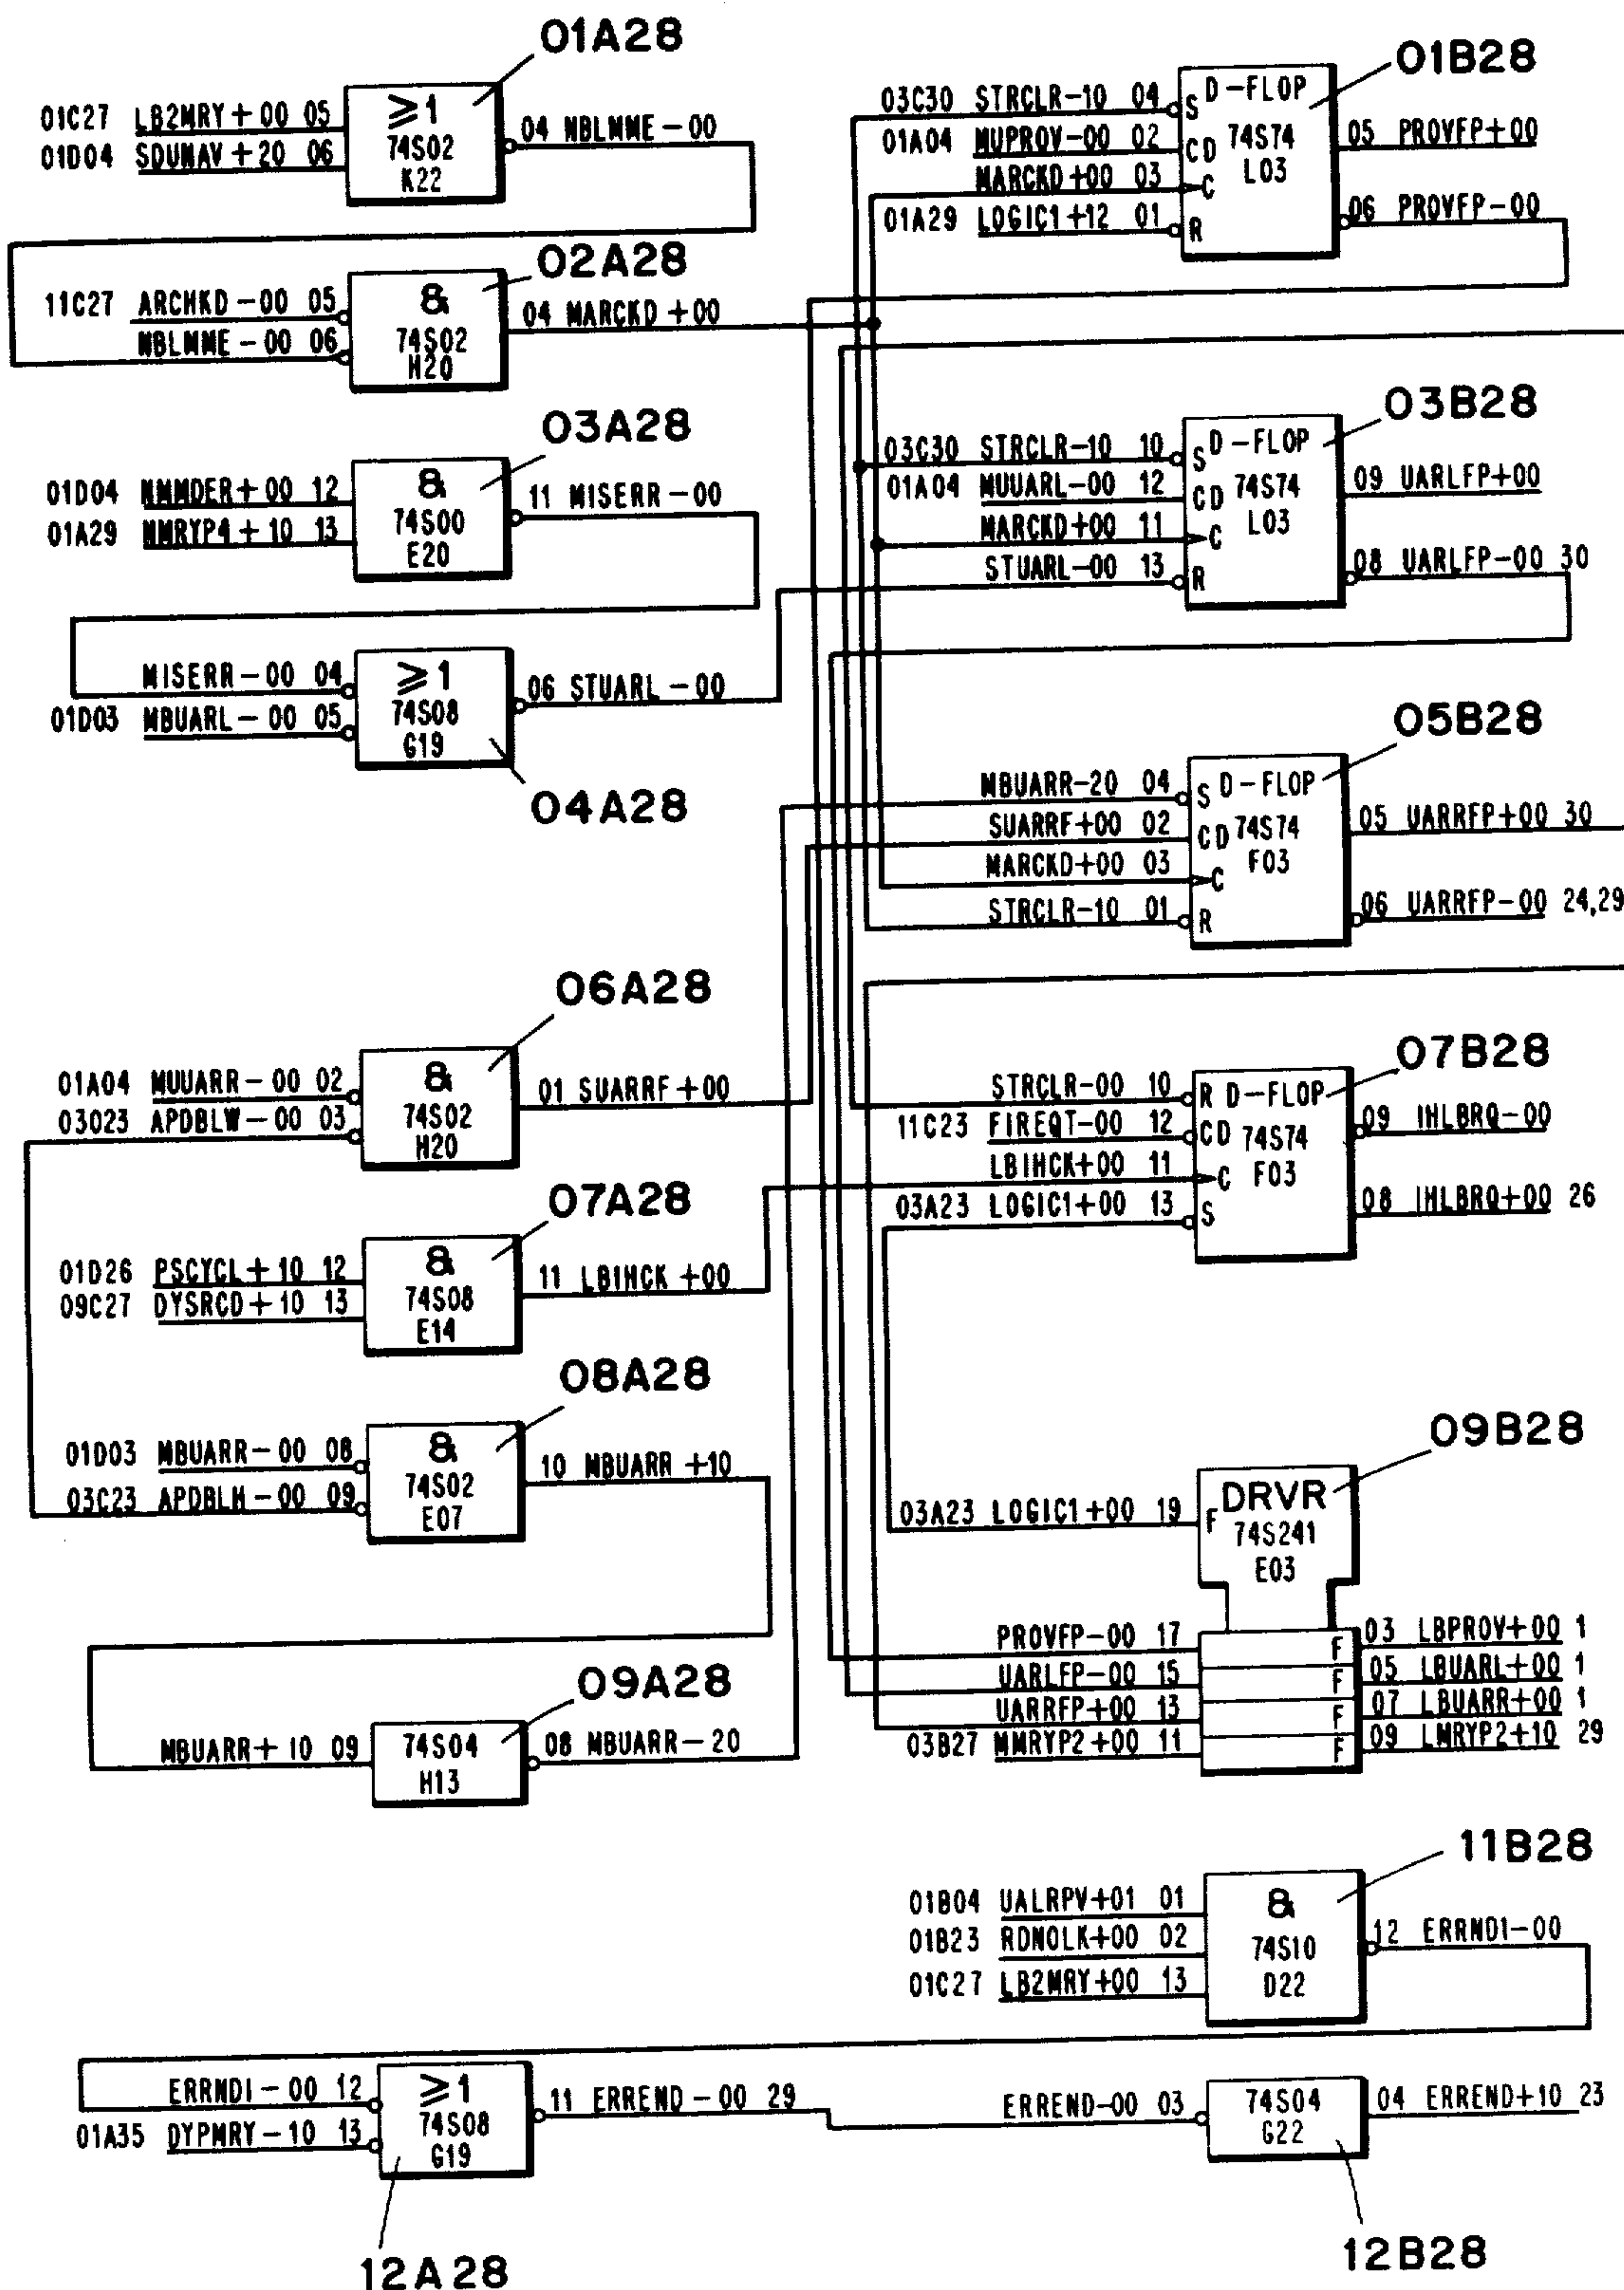 01A28
01C27 LB2MRY+00 05
01D04 SDUMAV+20 06
≥1
74S02
K22
04 NBLMME-00
02A28
11C27 ARCHKD-00 05
NBLMME-00 06
&
74S02
H20
04 MARCKD+00
03A28
01D04 MMMDER+00 12
01A29 MMRYP4+10 13
&
74S00
E20
11 MISERR-00
MISERR-00 04
01D03 MBUARL-00 05
≥1
74S08
G19
06 STUARL-00
04A28
06A28
01A04 MUUARR-00 02
03023 APDBLW-00 03
&
74S02
H20
01 SUARRF+00
07A28
01D26 PSCYCL+10 12
09C27 DYSRCD+10 13
&
74S08
E14
11 LBIHCK+00
08A28
01D03 MBUARR-00 08
03C23 APDBLH-00 09
&
74S02
E07
10 MBUARR+10
09A28
MBUARR+10 09
74S04
H13
08 MBUARR-20
ERRND1-00 12
01A35 DYPMRY-10 13
≥1
74S08
G19
11 ERREND-00 29
12A28
01B28
03C30 STRCLR-10 04
01A04 MUPROV-00 02
MARCKD+00 03
01A29 LOGIC1+12 01
S D-FLOP
CD 74S74
C L03
R
05 PROVFP+00
06 PROVFP-00
03B28
03C30 STRCLR-10 10
01A04 MUUARL-00 12
MARCKD+00 11
STUARL-00 13
S D-FLOP
CD 74S74
C L03
R
09 UARLFP+00
08 UARLFP-00 30
05B28
MBUARR-20 04
SUARRF+00 02
MARCKD+00 03
STRCLR-10 01
S D-FLOP
CD 74S74
C F03
R
05 UARRFP+00 30
06 UARRFP-00 24,29
07B28
STRCLR-00 10
11C23 FIREQT-00 12
LBIHCK+00 11
03A23 LOGIC1+00 13
R D-FLOP
CD 74S74
C F03
S
09 IHLBRQ-00
08 IHLBRQ+00 26
09B28
03A23 LOGIC1+00 19
F DRVR
74S241
E03
PROVFP-00 17
UARLFP-00 15
UARRFP+00 13
03B27 MMRYP2+00 11
F 03 LBPROV+00 1
F 05 LBUARL+00 1
F 07 LBUARR+00 1
F 09 LMRYP2+10 29
11B28
01B04 UALRPV+01 01
01B23 RDNOLK+00 02
01C27 LB2MRY+00 13
&
74S10
D22
12 ERRND1-00
ERREND-00 03
74S04
G22
04 ERREND+10 23
12B28